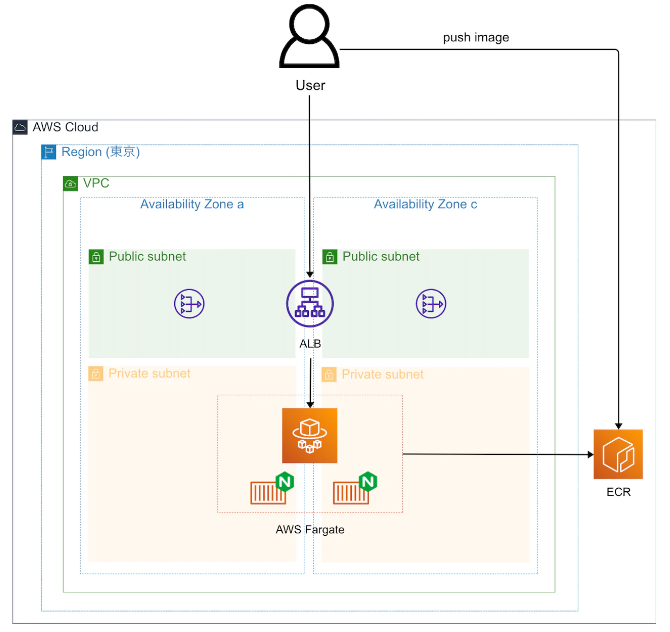 push image
User
AWS Cloud
Region (東京)
VPC
Availability Zone a
Availability Zone c
Public subnet
Public subnet
ALB
Private subnet
Private subnet
N
N
AWS Fargate
ECR